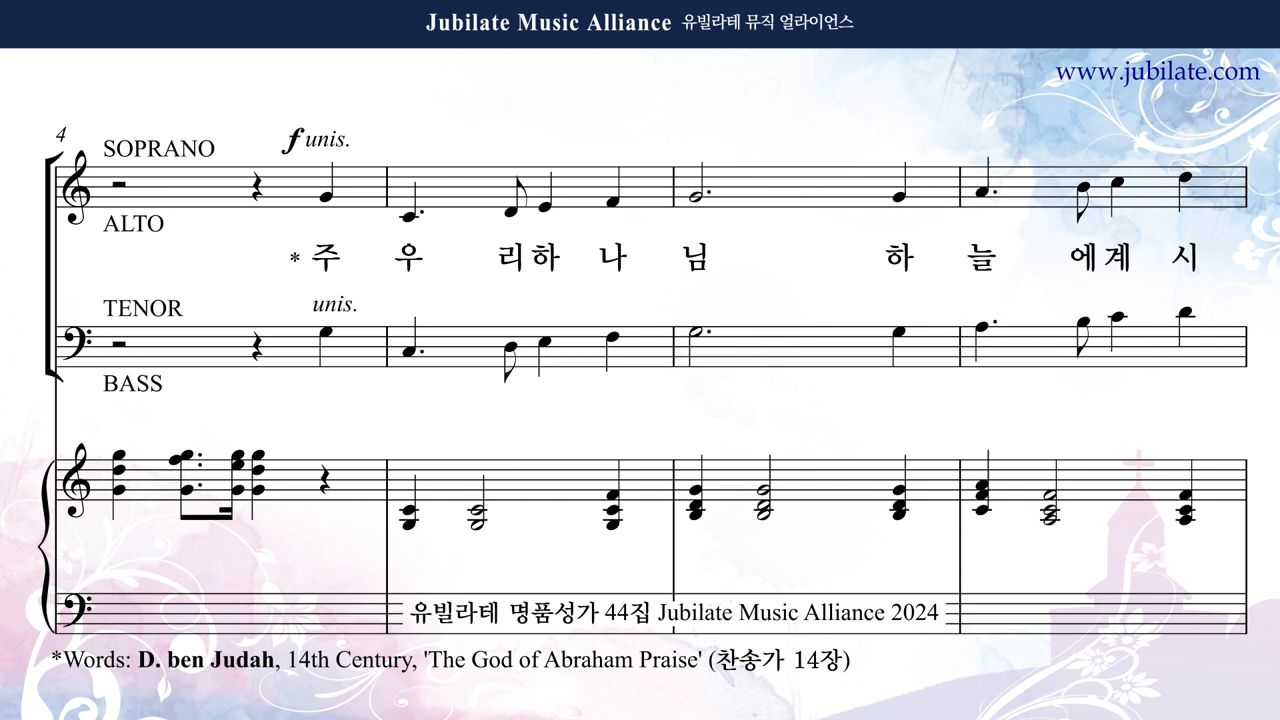 Jubilate Music Alliance 유빌라테 뮤직 얼라이언스
www.jubilate.com
4
SOPRANO
f unis.
ALTO
* 주 우 리 하 나 님 하 늘 에 계 시
TENOR
unis.
BASS
유빌라테 명품성가 44집 Jubilate Music Alliance 2024
*Words: D. ben Judah, 14th Century, 'The God of Abraham Praise' (찬송가 14장)